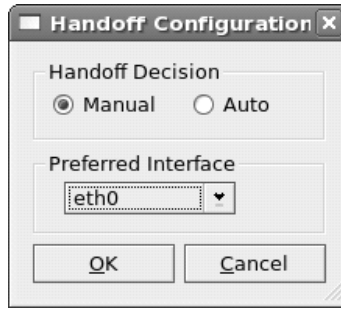 Handoff Configuration
Handoff Decision
Manual Auto
Preferred Interface
eth0
OK Cancel